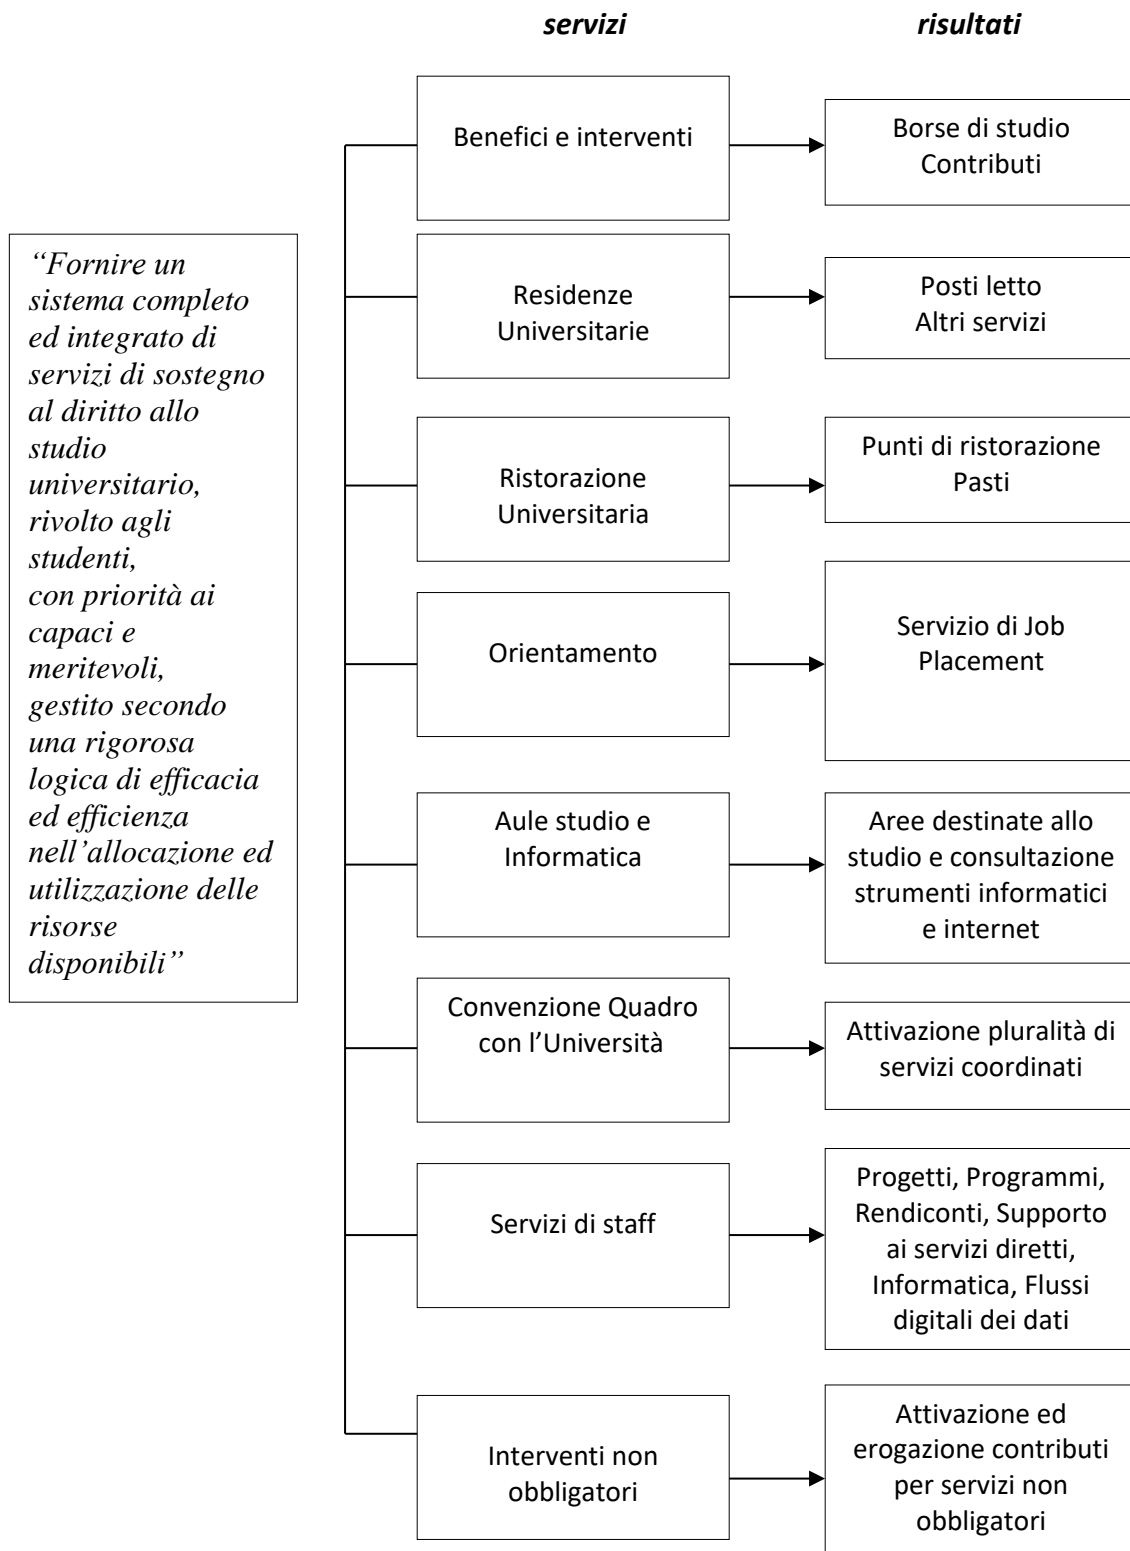 servizi
risultati
“Fornire un
sistema completo
ed integrato di
servizi di sostegno
al diritto allo
studio
universitario,
rivolto agli
studenti,
con priorità ai
capaci e
meritevoli,
gestito secondo
una rigorosa
logica di efficacia
ed efficienza
nell’allocazione ed
utilizzazione delle
risorse
disponibili”
Benefici e interventi
Borse di studio
Contributi
Residenze
Universitarie
Posti letto
Altri servizi
Ristorazione
Universitaria
Punti di ristorazione
Pasti
Orientamento
Servizio di Job
Placement
Aule studio e
Informatica
Aree destinate allo
studio e consultazione
strumenti informatici
e internet
Convenzione Quadro
con l’Università
Attivazione pluralità di
servizi coordinati
Servizi di staff
Progetti, Programmi,
Rendiconti, Supporto
ai servizi diretti,
Informatica, Flussi
digitali dei dati
Interventi non
obbligatori
Attivazione ed
erogazione contributi
per servizi non
obbligatori